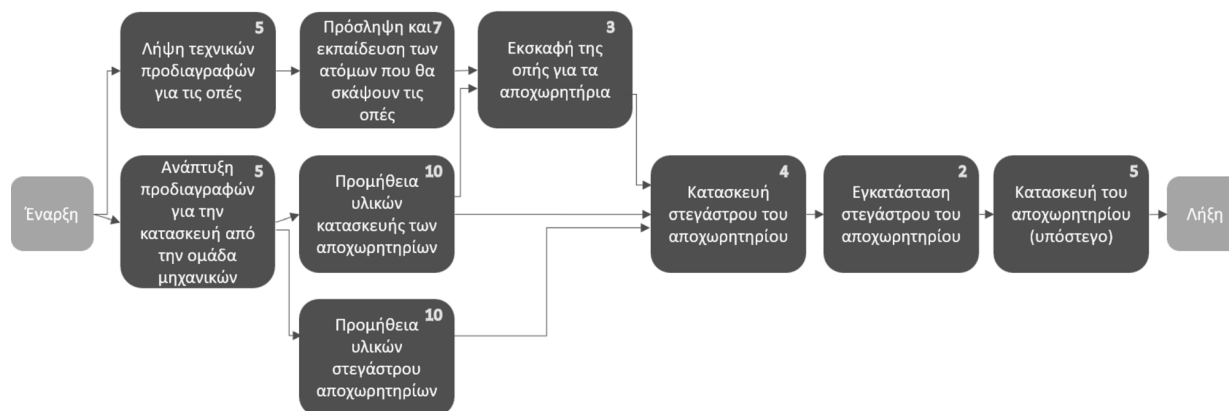 5
Λήψη τεχνικών
προδιαγραφών
για τις οπές
Πρόσληψη και 7
εκπαίδευση των
ατόμων που θα
σκάψουν τις
οπές
3
Εκσκαφή της
οπής για τα
αποχωρητήρια
Έναρξη
5
Ανάπτυξη
προδιαγραφών
για την
κατασκευή από
την ομάδα
μηχανικών
10
Προμήθεια
υλικών
κατασκευής των
αποχωρητηρίων
10
Προμήθεια
υλικών
στεγάστρου
αποχωρητηρίων
4
Κατασκευή
στεγάστρου του
αποχωρητηρίου
2
Εγκατάσταση
στεγάστρου του
αποχωρητηρίου
5
Κατασκευή του
αποχωρητηρίου
(υπόστεγο)
Λήξη